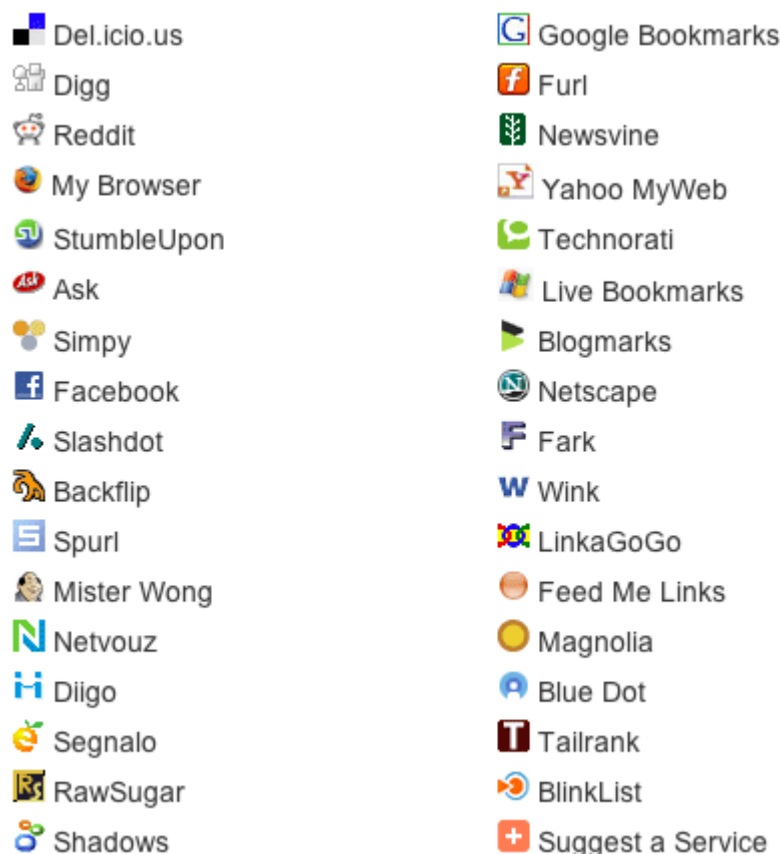 Del.icio.us
Digg
Reddit
My Browser
StumbleUpon
Ask
Simpy
Facebook
Slashdot
Backflip
Spurl
Mister Wong
Netvouz
Diigo
Segnalo
RawSugar
Shadows
Google Bookmarks
Furl
Newsvine
Yahoo MyWeb
Technorati
Live Bookmarks
Blogmarks
Netscape
Fark
Wink
LinkaGoGo
Feed Me Links
Magnolia
Blue Dot
Tailrank
BlinkList
Suggest a Service